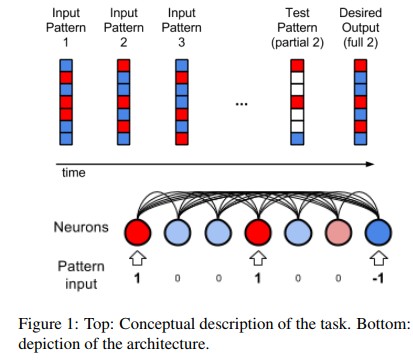 Input Pattern 1
Input Pattern 2
Input Pattern 3
...
Test Pattern (partial 2)
Desired Output (full 2)
time
Neurons
Pattern input
1 0 0 1 0 0 -1
Figure 1: Top: Conceptual description of the task. Bottom:
depiction of the architecture.